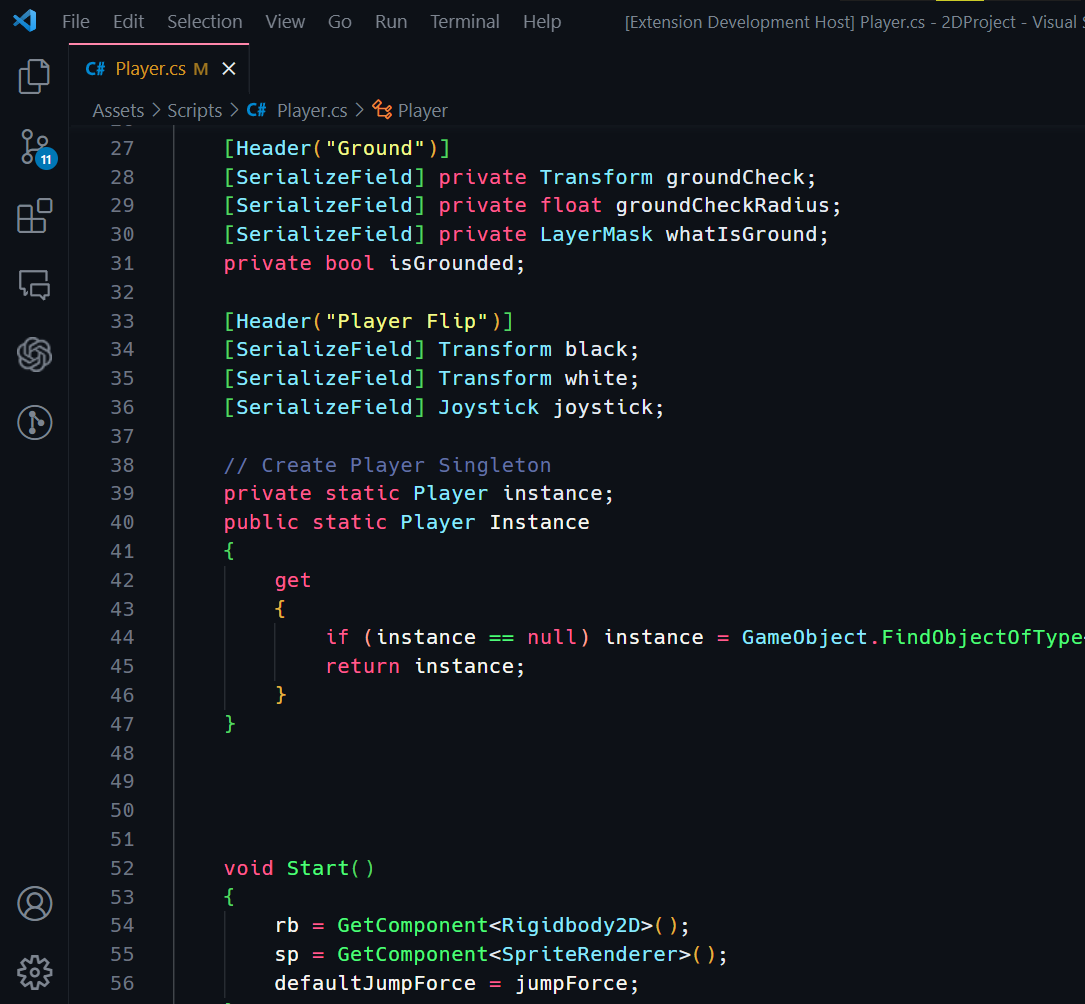 File Edit Selection View Go Run Terminal Help [Extension Development Host] Player.cs - 2DProject - Visual
C# Player.cs M
Assets > Scripts > C# Player.cs > Player
27 [Header("Ground")]
28 [SerializeField] private Transform groundCheck;
29 [SerializeField] private float groundCheckRadius;
30 [SerializeField] private LayerMask whatIsGround;
31 private bool isGrounded;
32
33 [Header("Player Flip")]
34 [SerializeField] Transform black;
35 [SerializeField] Transform white;
36 [SerializeField] Joystick joystick;
37
38 // Create Player Singleton
39 private static Player instance;
40 public static Player Instance
41 {
42 get
43 {
44 if (instance == null) instance = GameObject.FindObjectOfType
45 return instance;
46 }
47 }
48
49
50
51
52 void Start()
53 {
54 rb = GetComponent<Rigidbody2D>();
55 sp = GetComponent<SpriteRenderer>();
56 defaultJumpForce = jumpForce;
11